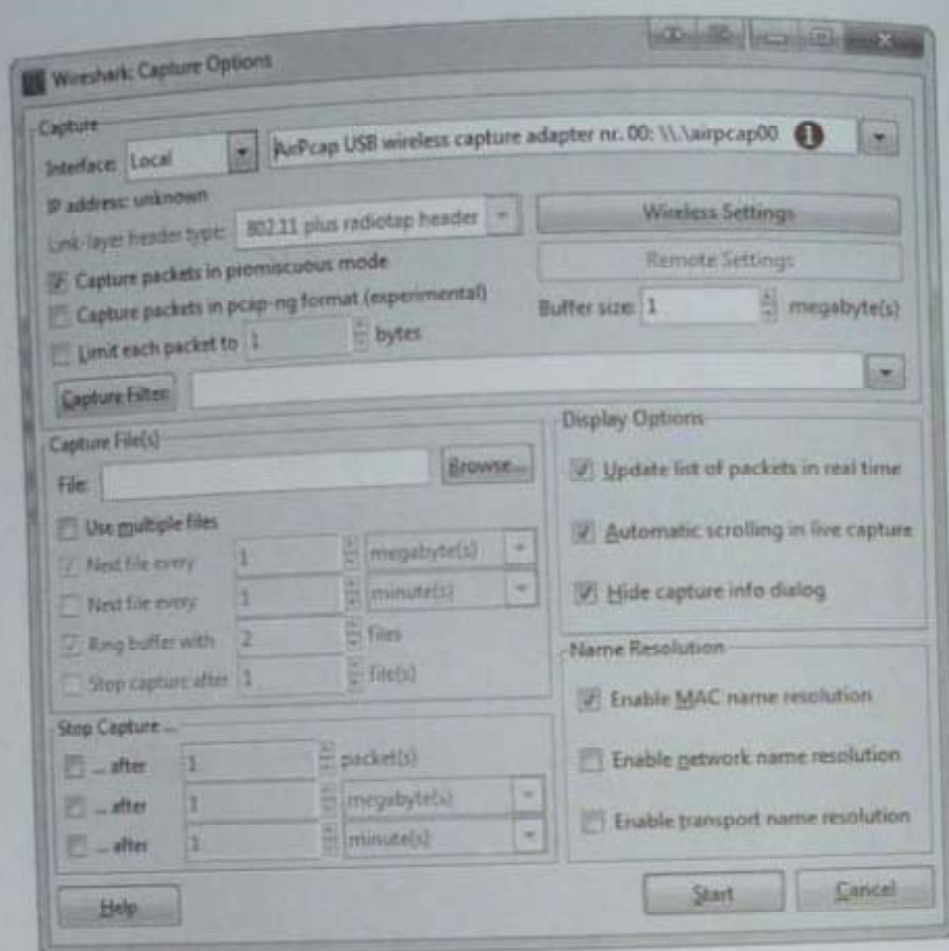 Wireshark: Capture Options
Capture
Interface: Local
AirPcap USB wireless capture adapter nr. 00: \\.\airpcap00 1
IP address: unknown
Link-layer header type: 802.11 plus radiotap header
Wireless Settings
Capture packets in promiscuous mode
Remote Settings
Capture packets in pcap-ng format (experimental)
Buffer size: 1 megabyte(s)
Limit each packet to 1 bytes
Capture Filter:
Capture File(s)
File:
Browse...
Use multiple files
Next file every 1 megabyte(s)
Next file every 1 minute(s)
Ring buffer with 2 files
Stop capture after 1 file(s)
Display Options
Update list of packets in real time
Automatic scrolling in live capture
Hide capture info dialog
Stop Capture ...
... after 1 packet(s)
... after 1 megabyte(s)
... after 1 minute(s)
Name Resolution
Enable MAC name resolution
Enable network name resolution
Enable transport name resolution
Help
Start
Cancel